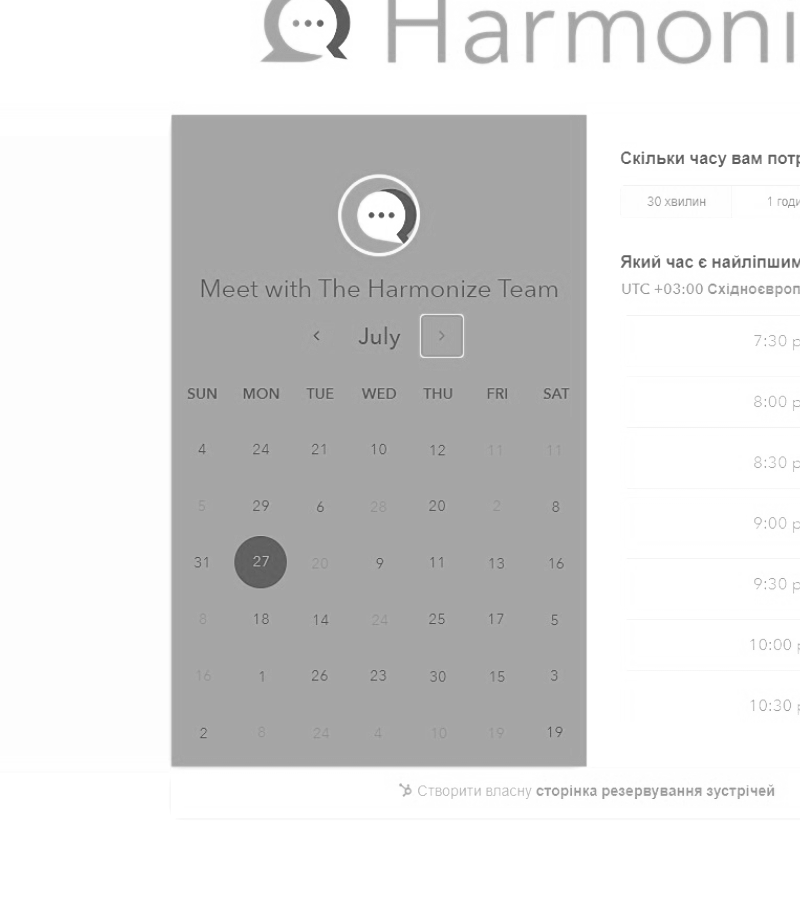 Harmoni
Meet with The Harmonize Team
July
SUN MON TUE WED THU FRI SAT
4 24 21 10 12 11 11
5 29 6 28 20 2 8
31 27 20 9 11 13 16
8 18 14 24 25 17 5
16 1 26 23 30 15 3
2 8 24 4 10 19 19
Скільки часу вам потр
30 хвилин 1 годи
Який час є найліпшим
UTC +03:00 Східноєвроп
7:30 p
8:00 p
8:30 p
9:00 p
9:30 p
10:00 p
10:30 p
Створити власну сторінка резервування зустрічей